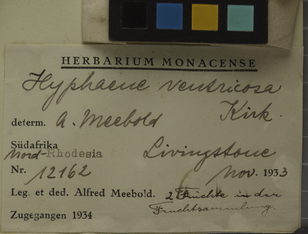 HERBARIUM MONACENSE
Hyphaene ventricosa
Kirk.
determ. A. Meebold
Südafrika
Nord-Rhodesia Livingstone
Nr. 12162 Nov. 1933
Leg. et ded. Alfred Meebold. 2 Früchte in der
Zugegangen 1934 Fruchtsammlung.